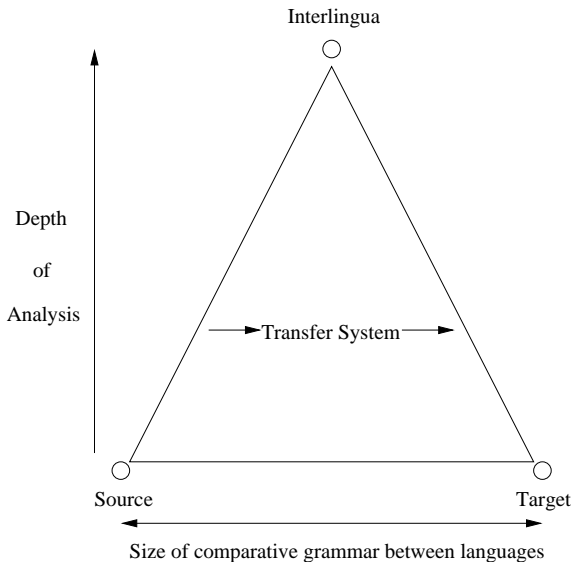 Interlingua
Depth
of
Analysis
Transfer System
Source
Target
Size of comparative grammar between languages